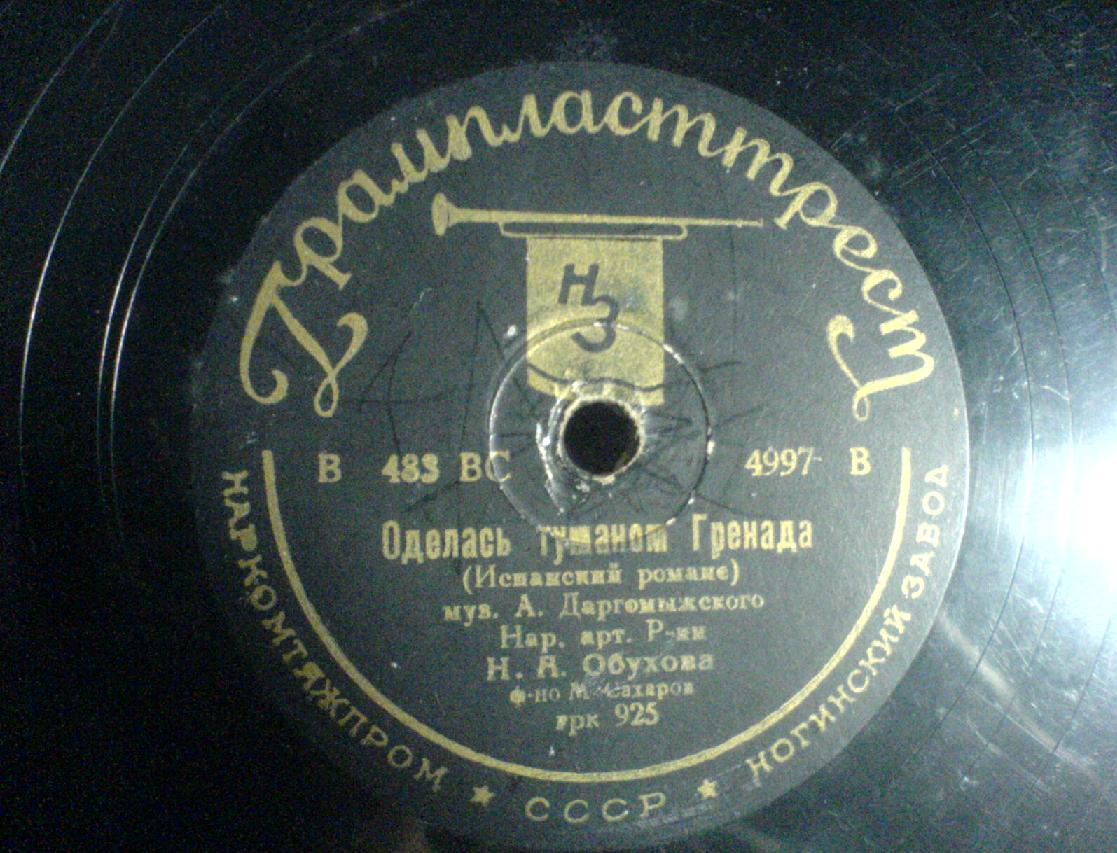 Грампласттрест
НЗ
В 483 ВС 4997 В
Оделась туманом Гренада
(Испанский романс)
муз. А. Даргомыжского
Нар. арт. Р-ки
Н. А. Обухова
ф-но М. Сахаров
грк 925
НАРКОМТЯЖПРОМ ★ СССР ★ НОГИНСКИЙ ЗАВОД